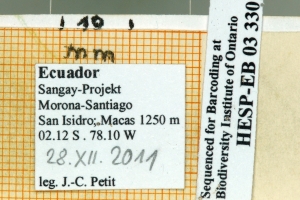 10
mm
Ecuador
Sangay-Projekt
Morona-Santiago
San Isidro; Macas 1250 m
02.12 S . 78.10 W
28.XII.2011
leg. J.-C. Petit
Sequenced for Barcoding at
Biodiversity Institute of Ontario
HESP-EB 03 330